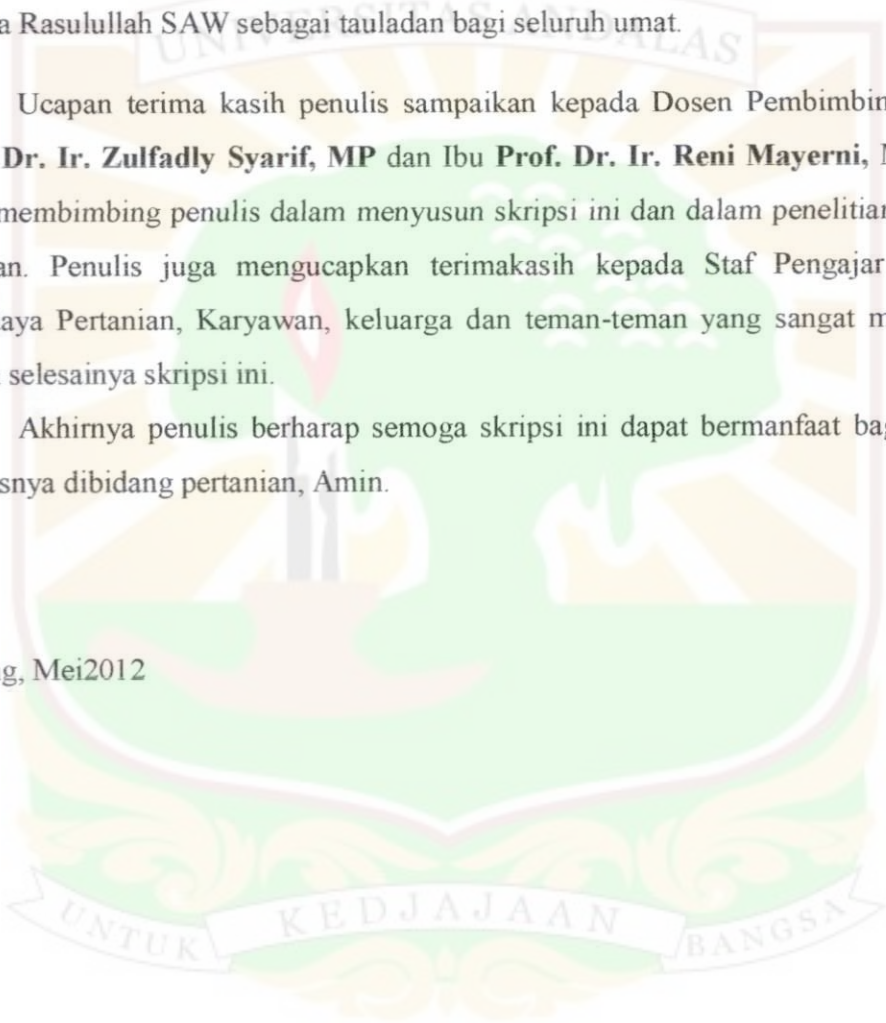 a Rasulullah SAW sebagai tauladan bagi seluruh umat.
UNIVERSITAS ANDALAS
Ucapan terima kasih penulis sampaikan kepada Dosen Pembimbin
Dr. Ir. Zulfadly Syarif, MP dan Ibu Prof. Dr. Ir. Reni Mayerni,
membimbing penulis dalam menyusun skripsi ini dan dalam penelitian
an. Penulis juga mengucapkan terimakasih kepada Staf Pengajar
aya Pertanian, Karyawan, keluarga dan teman-teman yang sangat m
selesainya skripsi ini.
Akhirnya penulis berharap semoga skripsi ini dapat bermanfaat bag
snya dibidang pertanian, Amin.
g, Mei2012
UNTUK KEDJAJAAN BANGSA